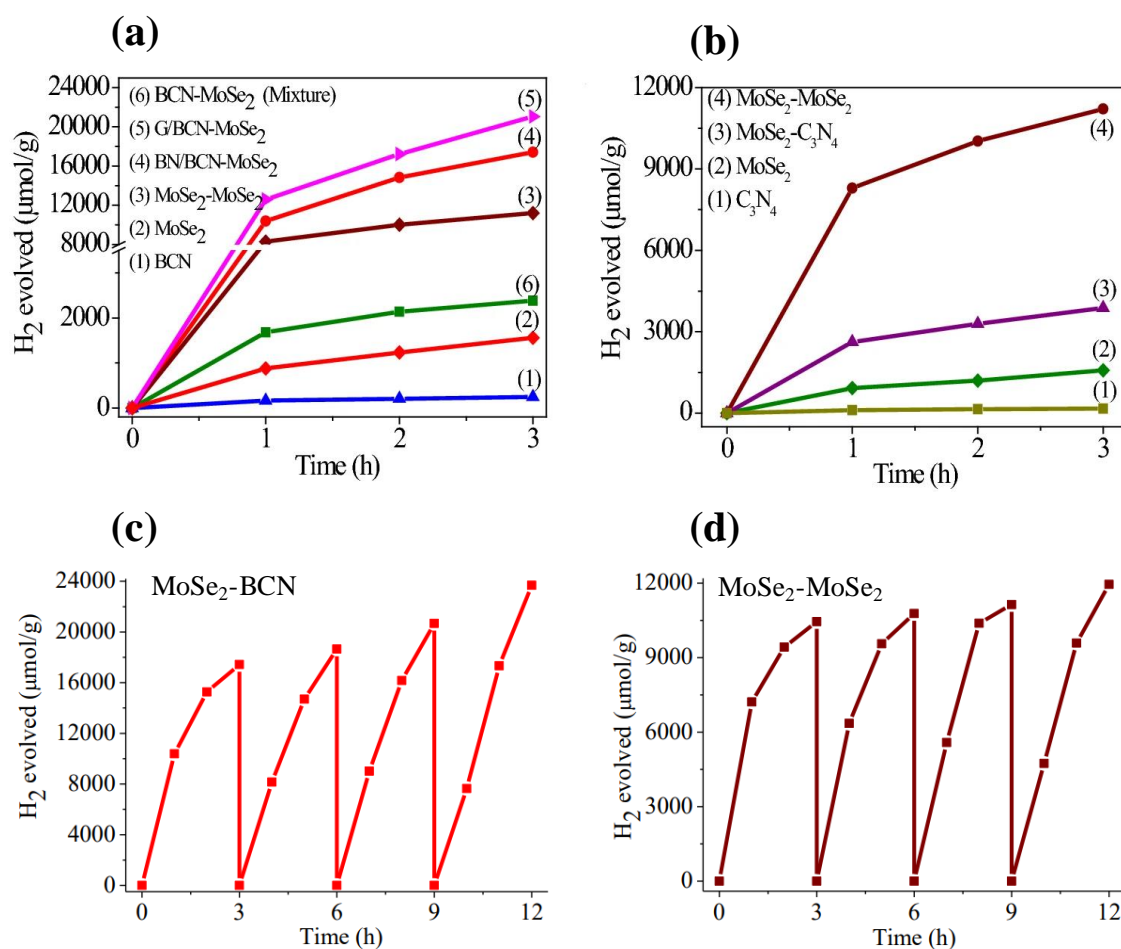 (a)
H2 evolved (μmol/g)
24000
20000
16000
12000
8000
2000
0
(6) BCN-MoSe2 (Mixture)
(5) G/BCN-MoSe2
(4) BN/BCN-MoSe2
(3) MoSe2-MoSe2
(2) MoSe2
(1) BCN
(5)
(4)
(3)
(6)
(2)
(1)
0 1 2 3
Time (h)
(b)
H2 evolved (μmol/g)
12000
9000
6000
3000
0
(4) MoSe2-MoSe2
(3) MoSe2-C3N4
(2) MoSe2
(1) C3N4
(4)
(3)
(2)
(1)
0 1 2 3
Time (h)
(c)
MoSe2-BCN
H2 evolved (μmol/g)
24000
20000
16000
12000
8000
4000
0
0 3 6 9 12
Time (h)
(d)
MoSe2-MoSe2
H2 evolved (μmol/g)
12000
9000
6000
3000
0
0 3 6 9 12
Time (h)